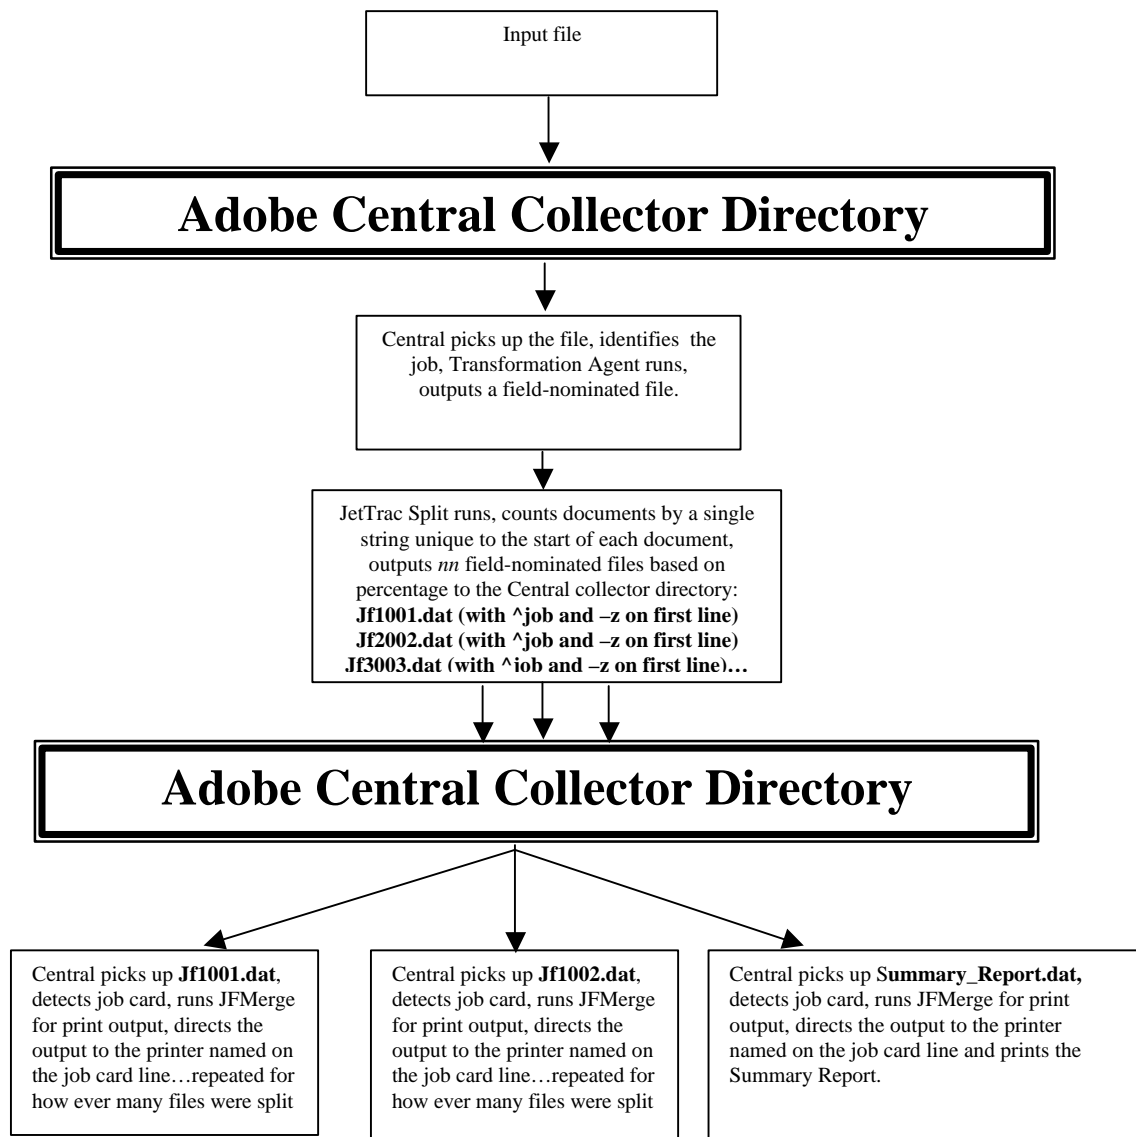 Input file
Adobe Central Collector Directory
Central picks up the file, identifies the
job, Transformation Agent runs,
outputs a field-nominated file.
JetTrac Split runs, counts documents by a single
string unique to the start of each document,
outputs nn field-nominated files based on
percentage to the Central collector directory:
Jf1001.dat (with ^job and –z on first line)
Jf2002.dat (with ^job and –z on first line)
Jf3003.dat (with ^job and –z on first line)…
Adobe Central Collector Directory
Central picks up Jf1001.dat,
detects job card, runs JFMerge
for print output, directs the
output to the printer named on
the job card line…repeated for
how ever many files were split
Central picks up Jf1002.dat,
detects job card, runs JFMerge
for print output, directs the
output to the printer named on
the job card line…repeated for
how ever many files were split
Central picks up Summary_Report.dat,
detects job card, runs JFMerge for print
output, directs the output to the printer
named on the job card line and prints the
Summary Report.